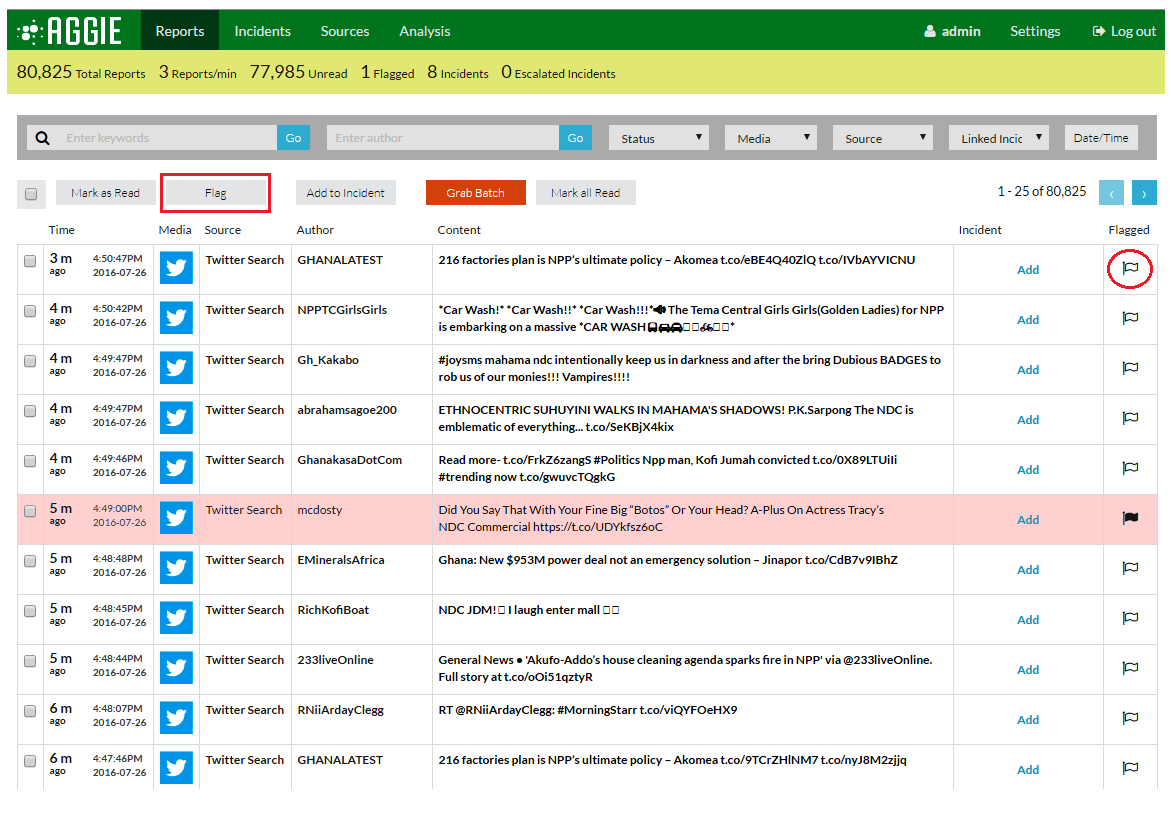 AGGIE Reports Incidents Sources Analysis admin Settings Log out
80,825 Total Reports 3 Reports/min 77,985 Unread 1 Flagged 8 Incidents 0 Escalated Incidents
Enter keywords Go Enter author Go Status Media Source Linked Incic Date/Time
Mark as Read Flag Add to Incident Grab Batch Mark all Read 1 - 25 of 80,825 ‹ ›
Time Media Source Author Content Incident Flagged
3 m 4:50:47PM Twitter Search GHANALATEST 216 factories plan is NPP's ultimate policy – Akomea t.co/eBE4Q40ZlQ t.co/IVbAYVICNU Add
ago 2016-07-26
4 m 4:50:42PM Twitter Search NPPTCGirlsGirls *Car Wash!* *Car Wash!!* *Car Wash!!!* The Tema Central Girls Girls(Golden Ladies) for NPP Add
ago 2016-07-26 is embarking on a massive *CAR WASH *
4 m 4:49:47PM Twitter Search Gh_Kakabo #joysms mahama ndc intentionally keep us in darkness and after the bring Dubious BADGES to Add
ago 2016-07-26 rob us of our monies!!! Vampires!!!!
4 m 4:49:47PM Twitter Search abrahamsagoe200 ETHNOCENTRIC SUHUYINI WALKS IN MAHAMA'S SHADOWS! P.K.Sarpong The NDC is Add
ago 2016-07-26 emblematic of everything... t.co/SeKBjX4kix
4 m 4:49:46PM Twitter Search GhanakasaDotCom Read more- t.co/FrkZ6zangS #Politics Npp man, Kofi Jumah convicted t.co/0X89LTUiIi Add
ago 2016-07-26 #trending now t.co/gwuvcTQgkG
5 m 4:49:00PM Twitter Search mcdosty Did You Say That With Your Fine Big “Botos” Or Your Head? A-Plus On Actress Tracy's Add
ago 2016-07-26 NDC Commercial https://t.co/UDYkfsz6oC
5 m 4:48:48PM Twitter Search EMineralsAfrica Ghana: New $953M power deal not an emergency solution – Jinapor t.co/CdB7v9IBhZ Add
ago 2016-07-26
5 m 4:48:45PM Twitter Search RichKofiBoat NDC JDM! I laugh enter mall Add
ago 2016-07-26
5 m 4:48:44PM Twitter Search 233liveOnline General News ● 'Akufo-Addo's house cleaning agenda sparks fire in NPP' via @233liveOnline. Add
ago 2016-07-26 Full story at t.co/oOi51qztyR
6 m 4:48:07PM Twitter Search RNiiArdayClegg RT @RNiiArdayClegg: #MorningStarr t.co/viQYFOeHX9 Add
ago 2016-07-26
6 m 4:47:46PM Twitter Search GHANALATEST 216 factories plan is NPP's ultimate policy – Akomea t.co/9TCrZHlNM7 t.co/nyJ8M2zjjq Add
ago 2016-07-26